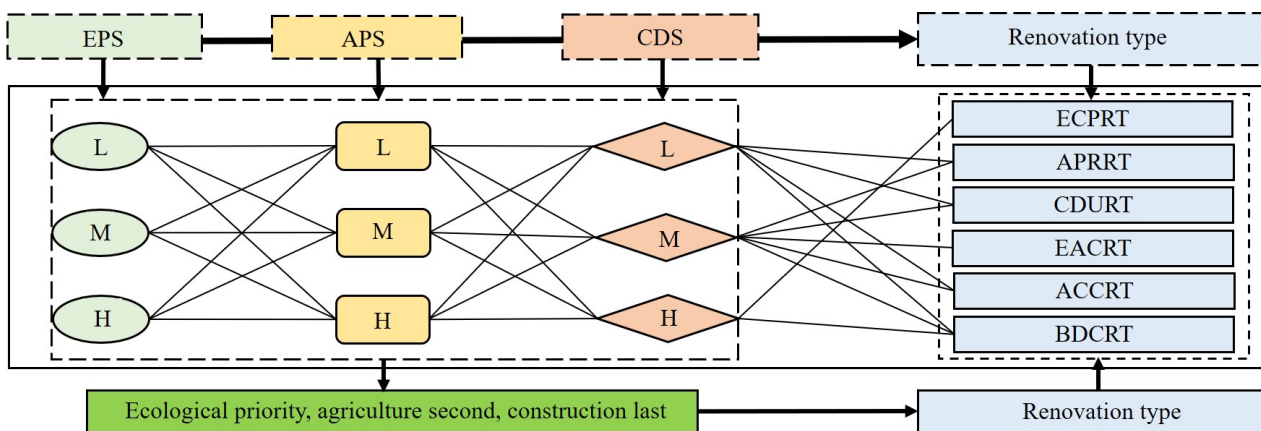 EPS
APS
CDS
Renovation type
L
L
L
M
M
M
H
H
H
ECPRT
APRRT
CDURT
EACRT
ACCRT
BDCRT
Ecological priority, agriculture second, construction last
Renovation type